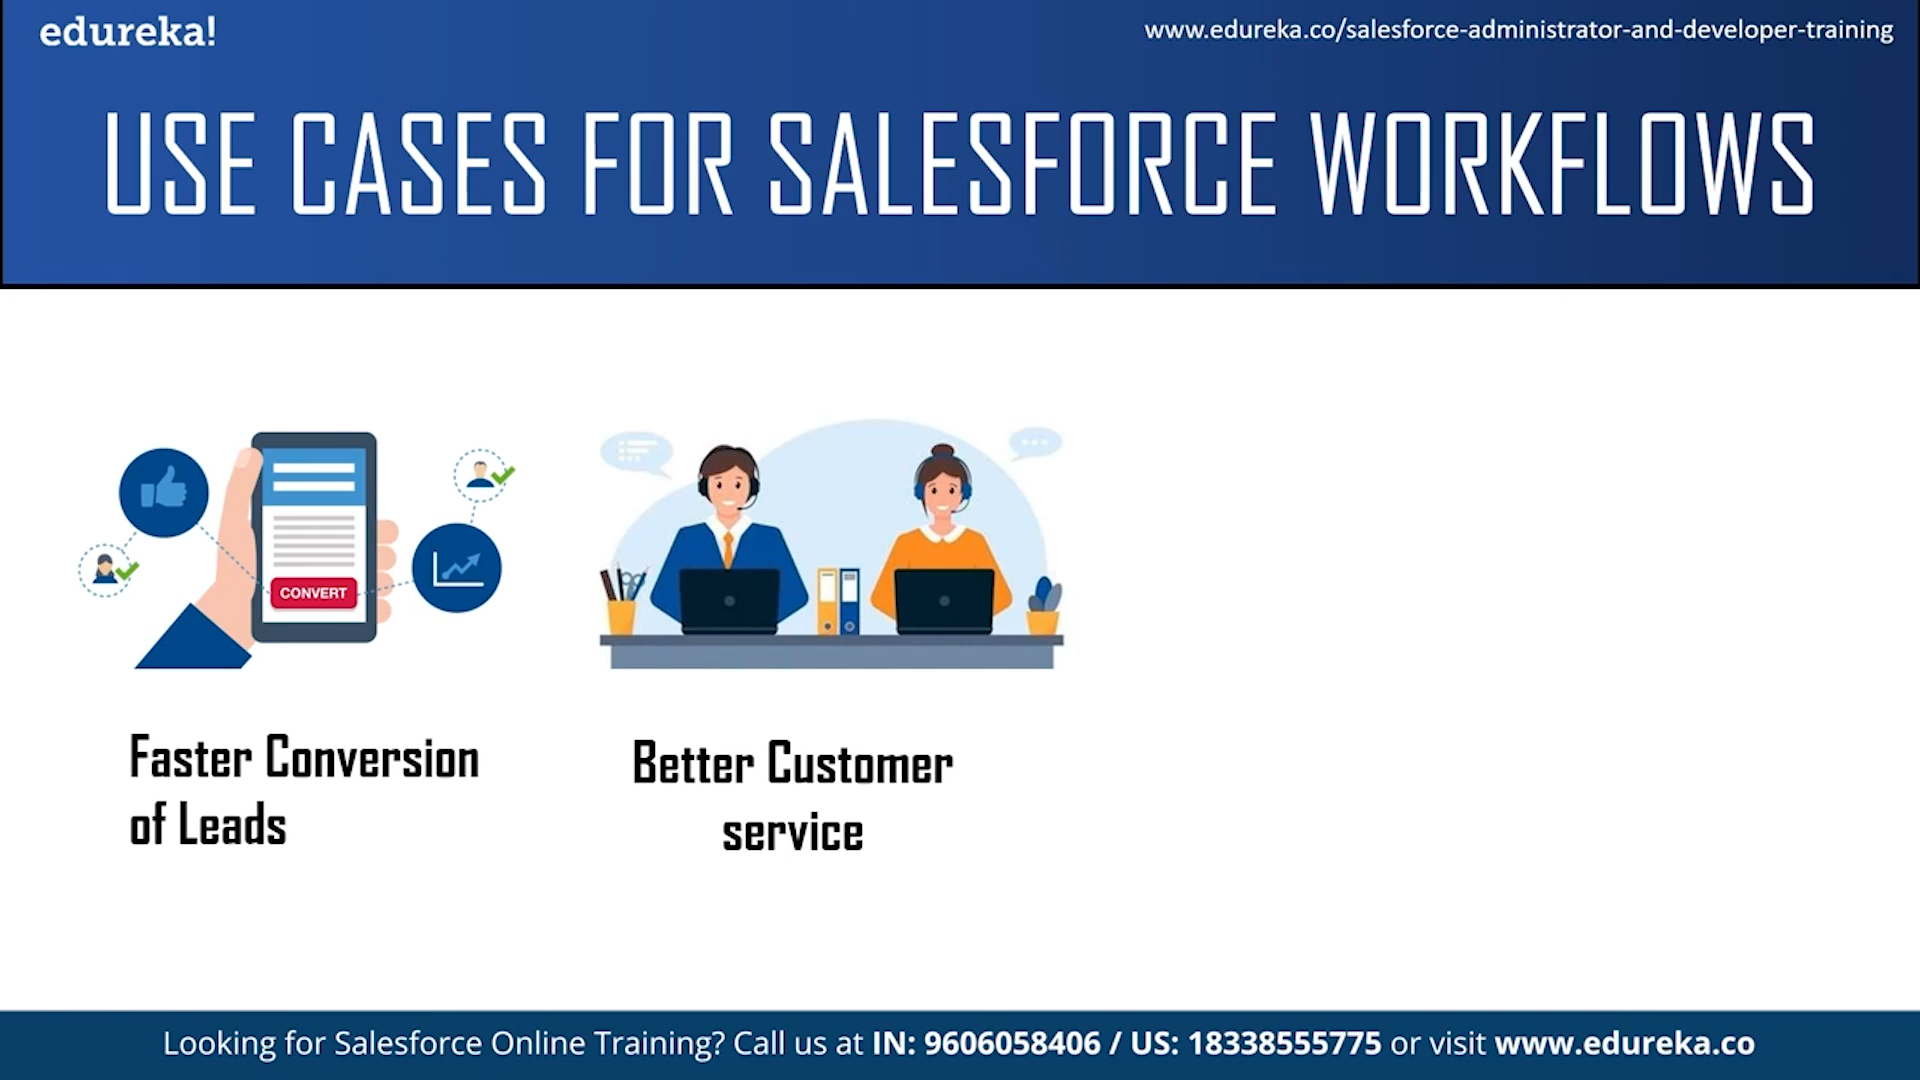 edureka!
www.edureka.co/salesforce-administrator-and-developer-training
USE CASES FOR SALESFORCE WORKFLOWS
CONVERT
Faster Conversion
of Leads
Better Customer
service
Looking for Salesforce Online Training? Call us at IN: 9606058406 / US: 18338555775 or visit www.edureka.co